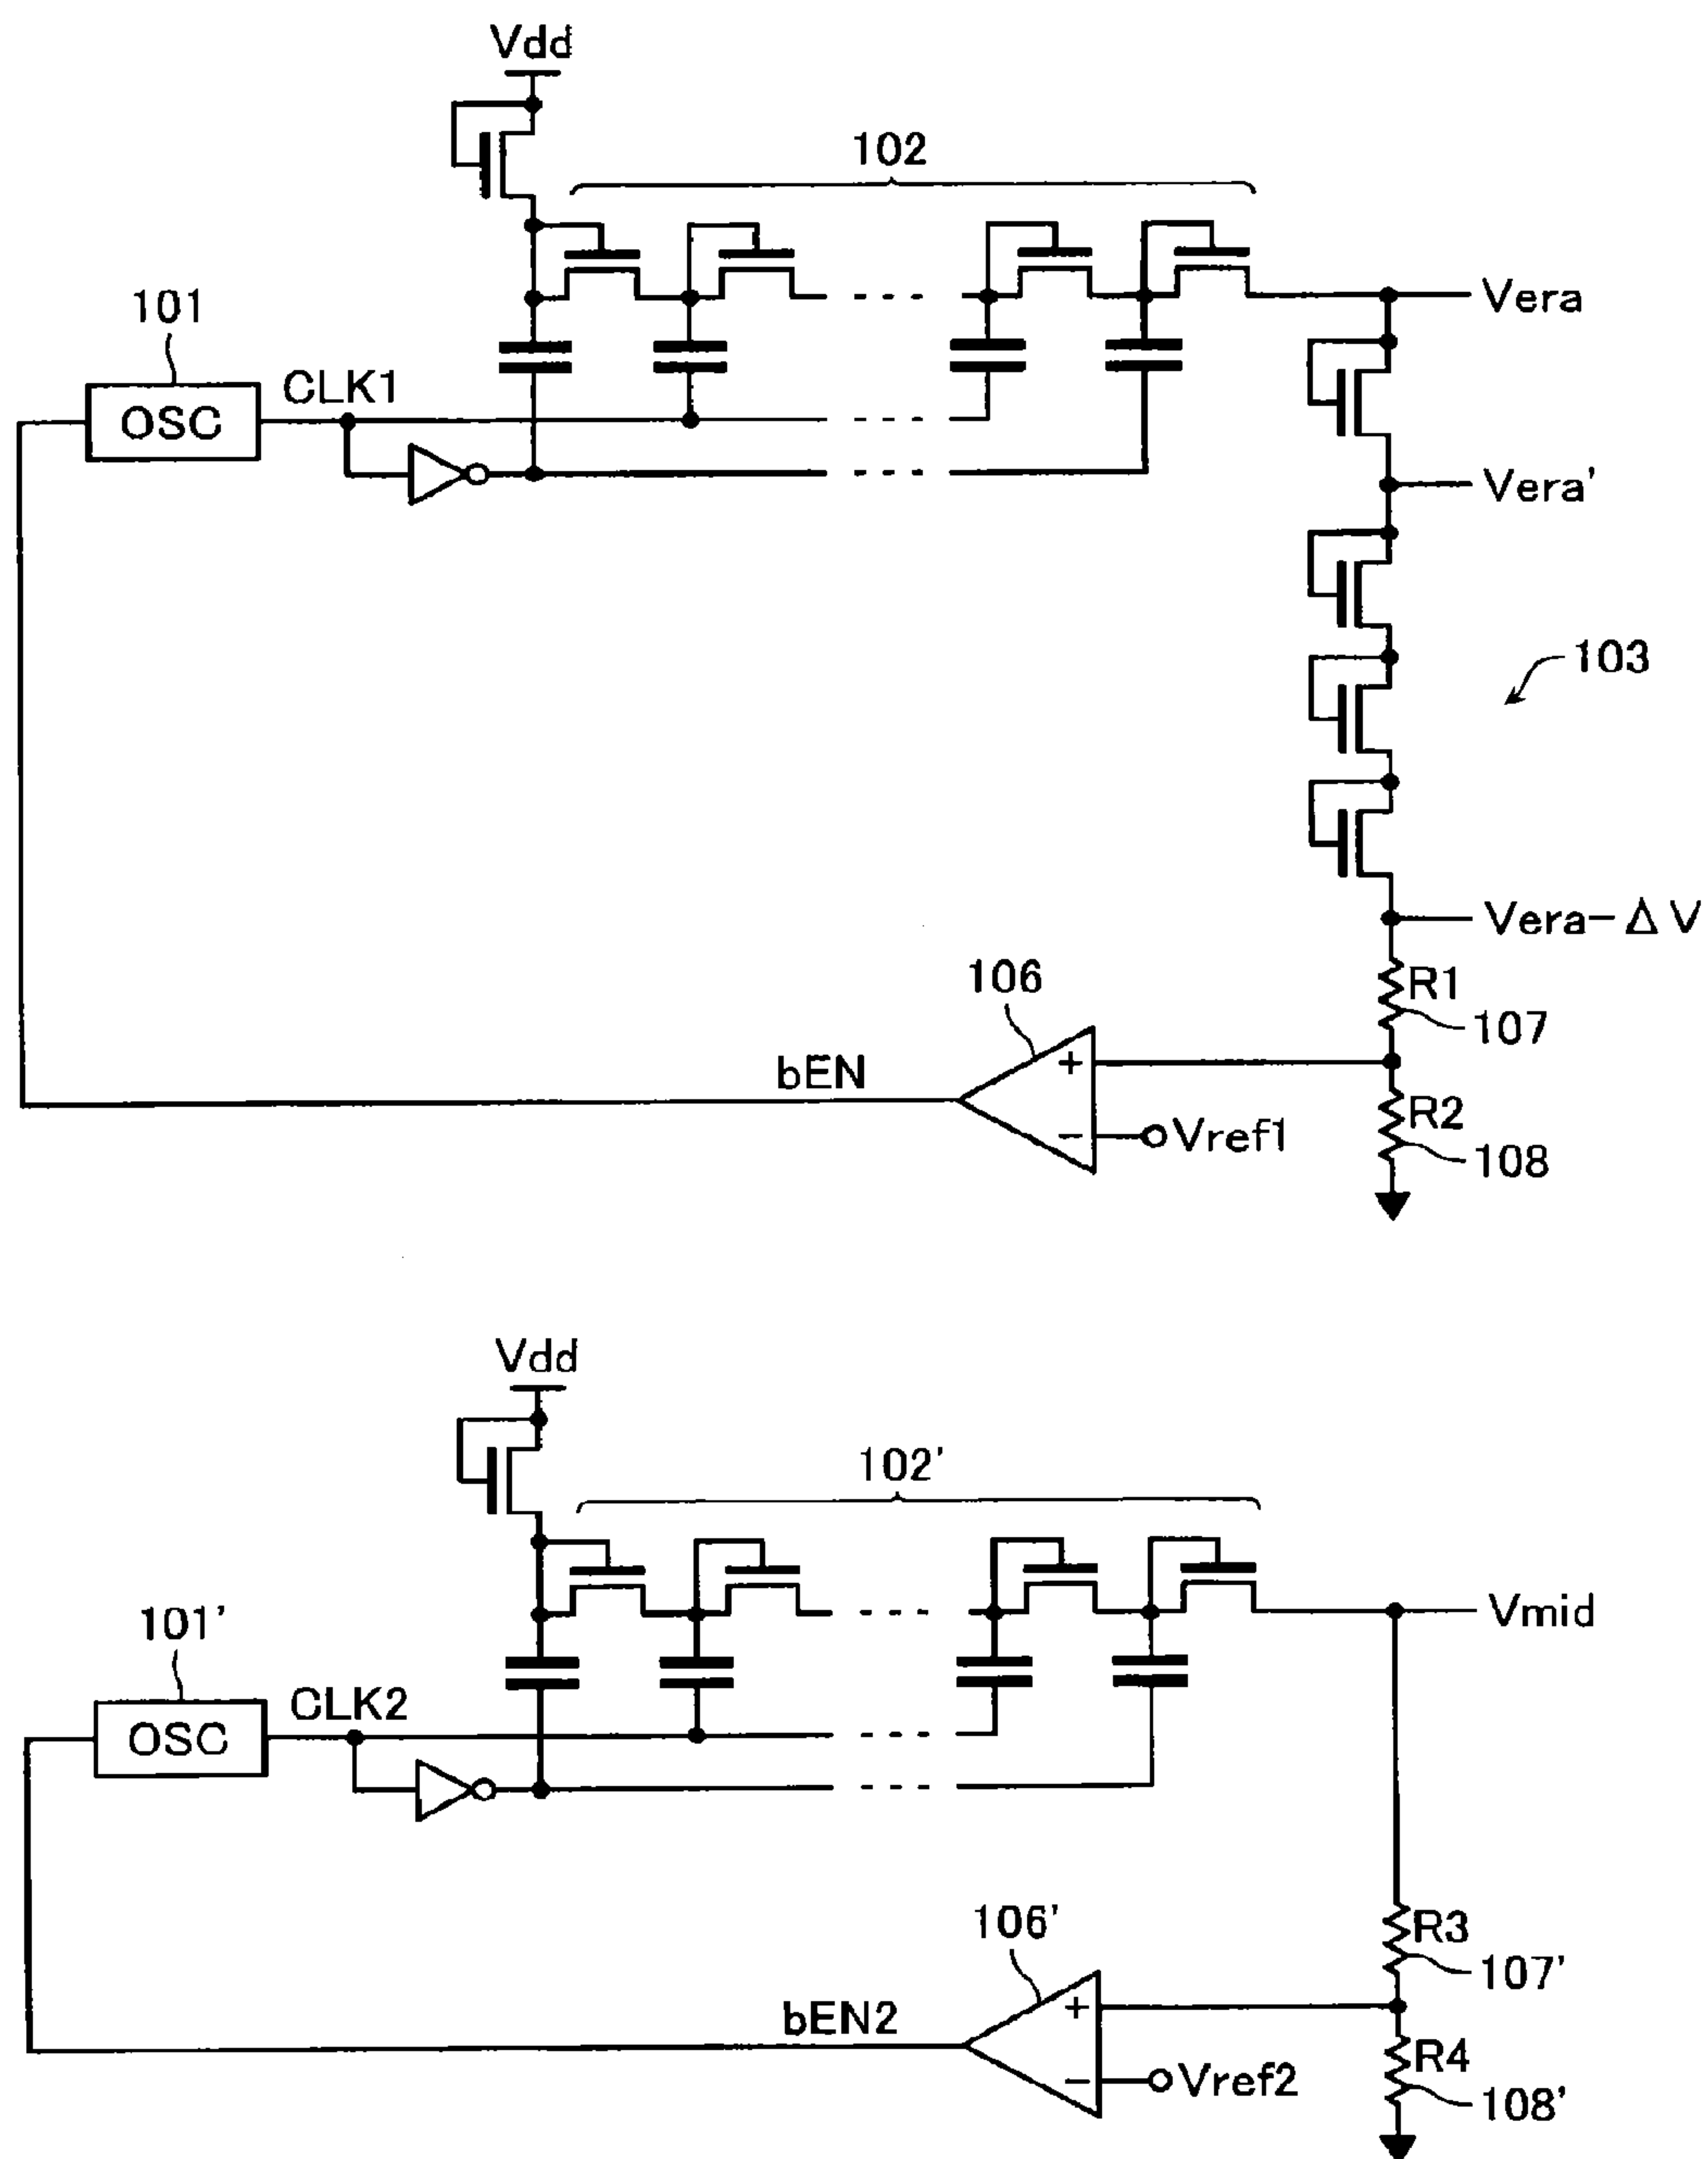 Vdd
102
101
OSC
CLK1
Vera
Vera'
103
Vera-ΔV
R1
107
106
bEN
+
-
Vref1
R2
108
Vdd
102'
101'
OSC
CLK2
Vmid
106'
R3
107'
bEN2
+
-
Vref2
R4
108'